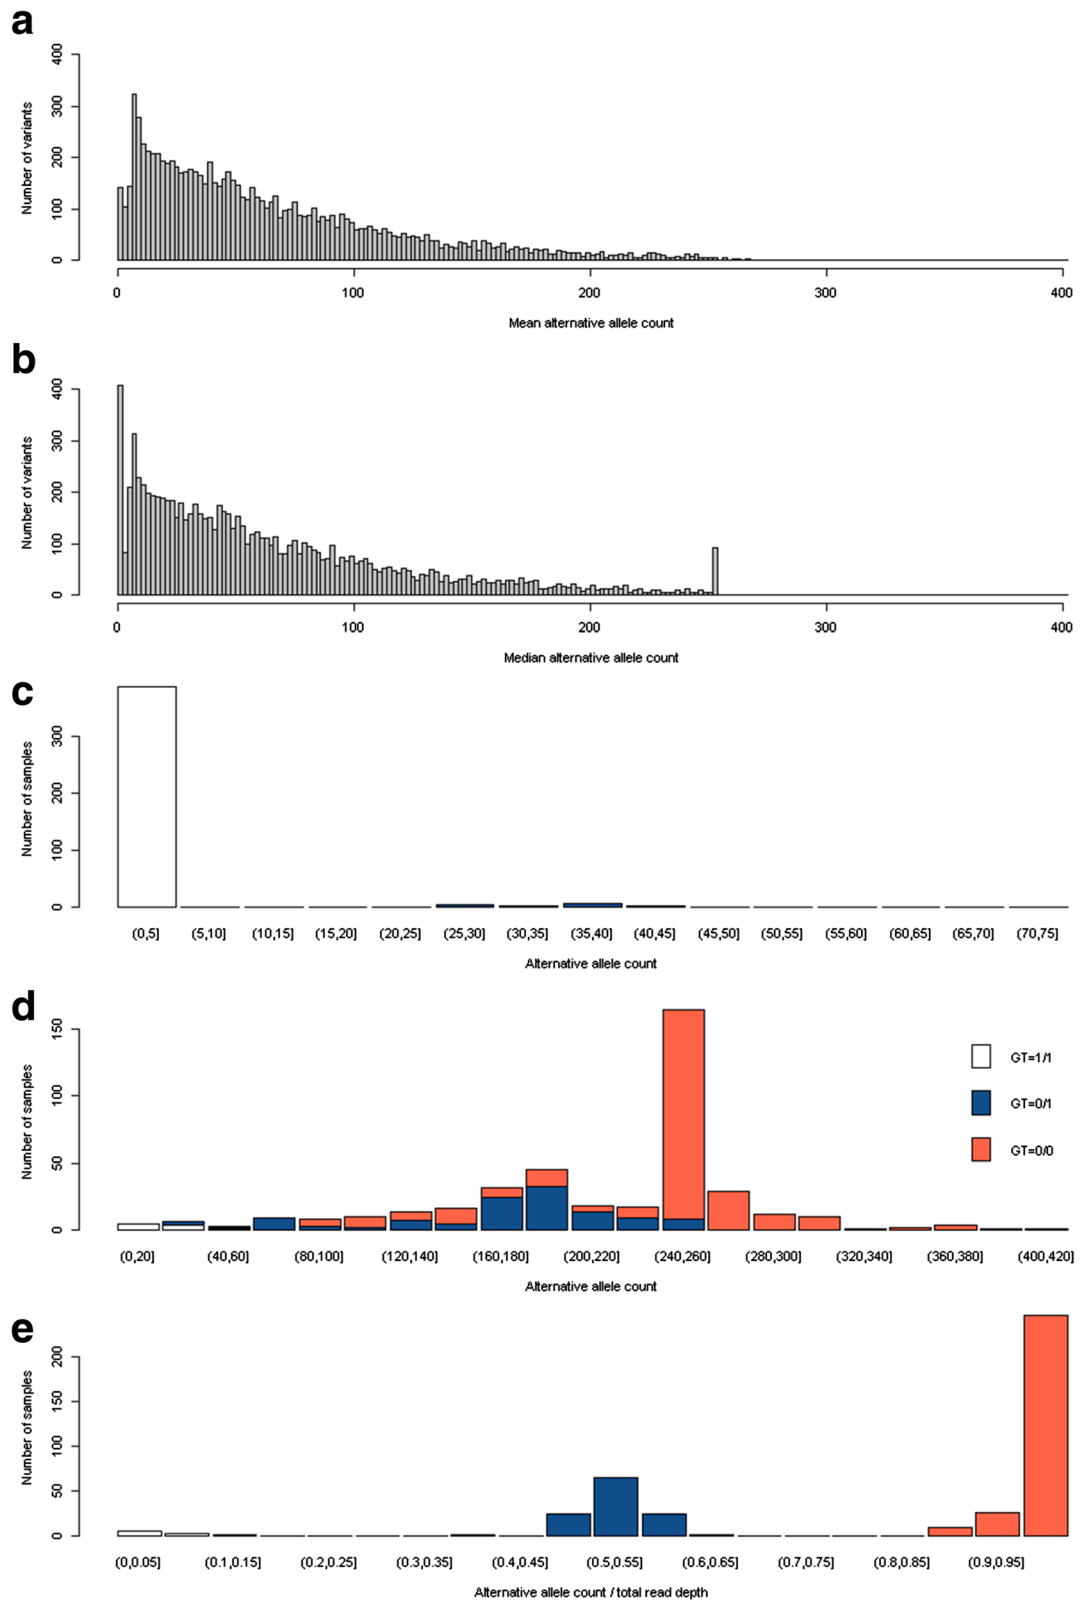 a
Number of variants
0 100 200 300 400
0 100 200 300 400
Mean alternative allele count
b
Number of variants
0 100 200 300 400
0 100 200 300 400
Median alternative allele count
c
Number of samples
0 100 200 300
(0,5] (5,10] (10,15] (15,20] (20,25] (25,30] (30,35] (35,40] (40,45] (45,50] (50,55] (55,60] (60,65] (65,70] (70,75]
Alternative allele count
d
Number of samples
0 50 100 150
GT=1/1
GT=0/1
GT=0/0
(0,20] (40,60] (80,100] (120,140] (160,180] (200,220] (240,260] (280,300] (320,340] (360,380] (400,420]
Alternative allele count
e
Number of samples
0 50 100 150 200
(0,0.05] (0.1,0.15] (0.2,0.25] (0.3,0.35] (0.4,0.45] (0.5,0.55] (0.6,0.65] (0.7,0.75] (0.8,0.85] (0.9,0.95]
Alternative allele count / total read depth